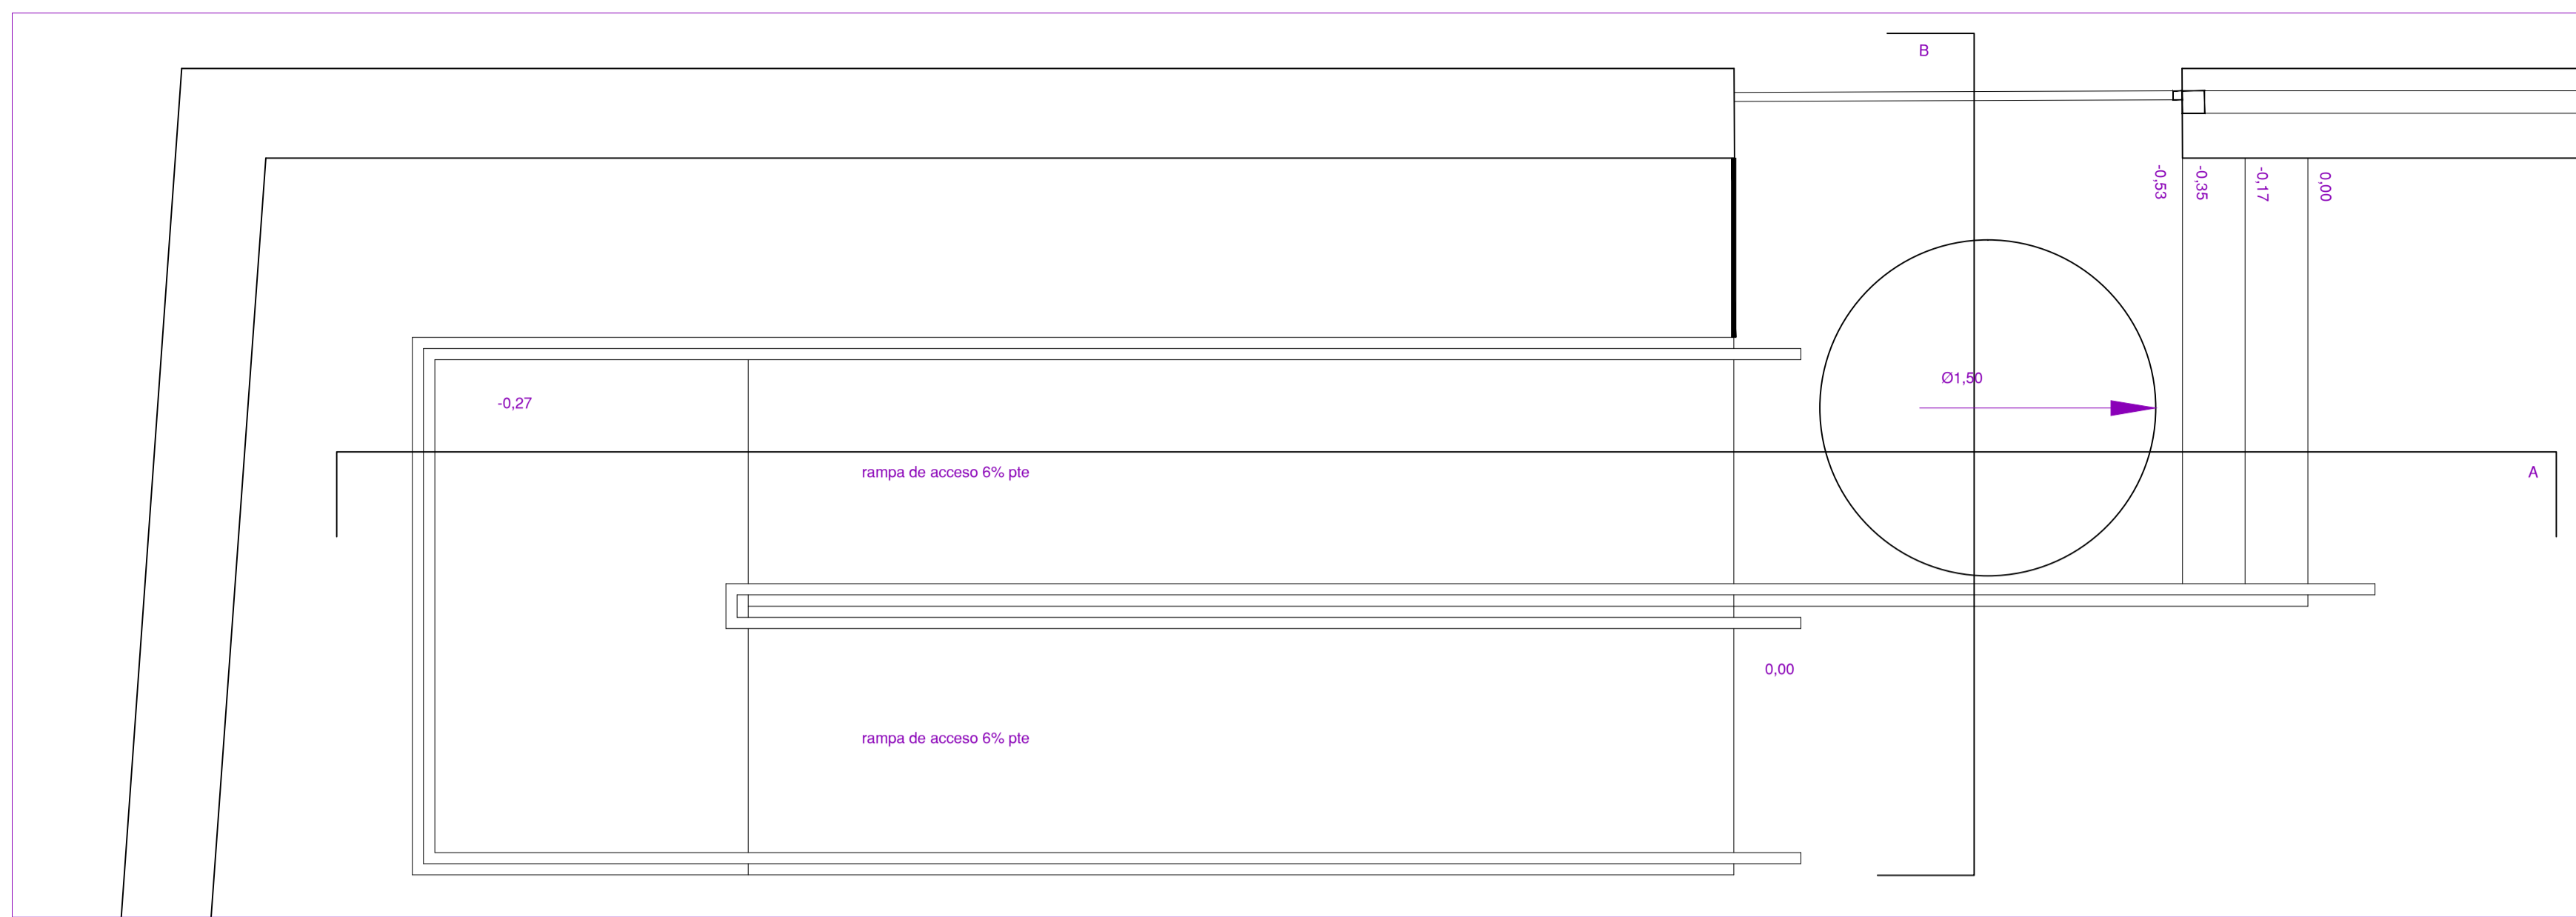 B
-0,53
-0,35
-0,17
0,00
Ø1,50
-0,27
rampa de acceso 6% pte
A
0,00
rampa de acceso 6% pte